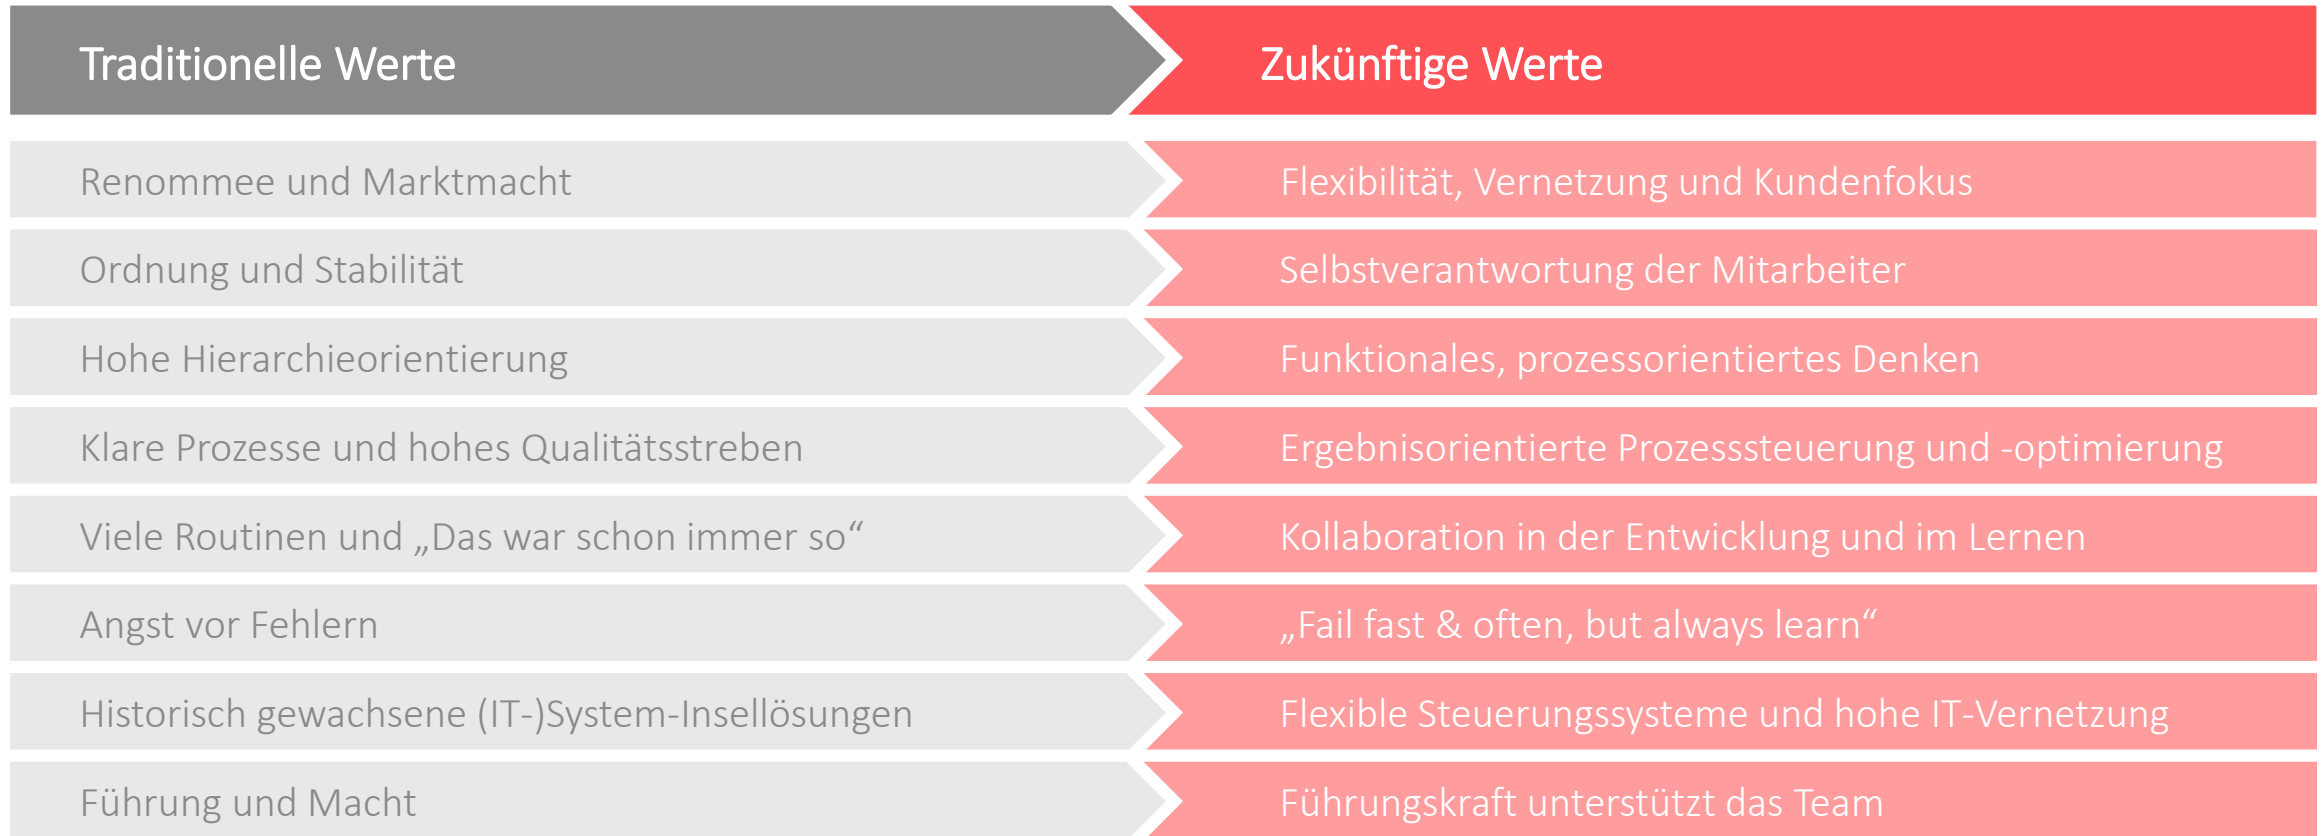 Traditionelle Werte
Zukünftige Werte
Renommee und Marktmacht
Flexibilität, Vernetzung und Kundenfokus
Ordnung und Stabilität
Selbstverantwortung der Mitarbeiter
Hohe Hierarchieorientierung
Funktionales, prozessorientiertes Denken
Klare Prozesse und hohes Qualitätsstreben
Ergebnisorientierte Prozesssteuerung und -optimierung
Viele Routinen und „Das war schon immer so“
Kollaboration in der Entwicklung und im Lernen
Angst vor Fehlern
„Fail fast & often, but always learn“
Historisch gewachsene (IT-)System-Insellösungen
Flexible Steuerungssysteme und hohe IT-Vernetzung
Führung und Macht
Führungskraft unterstützt das Team